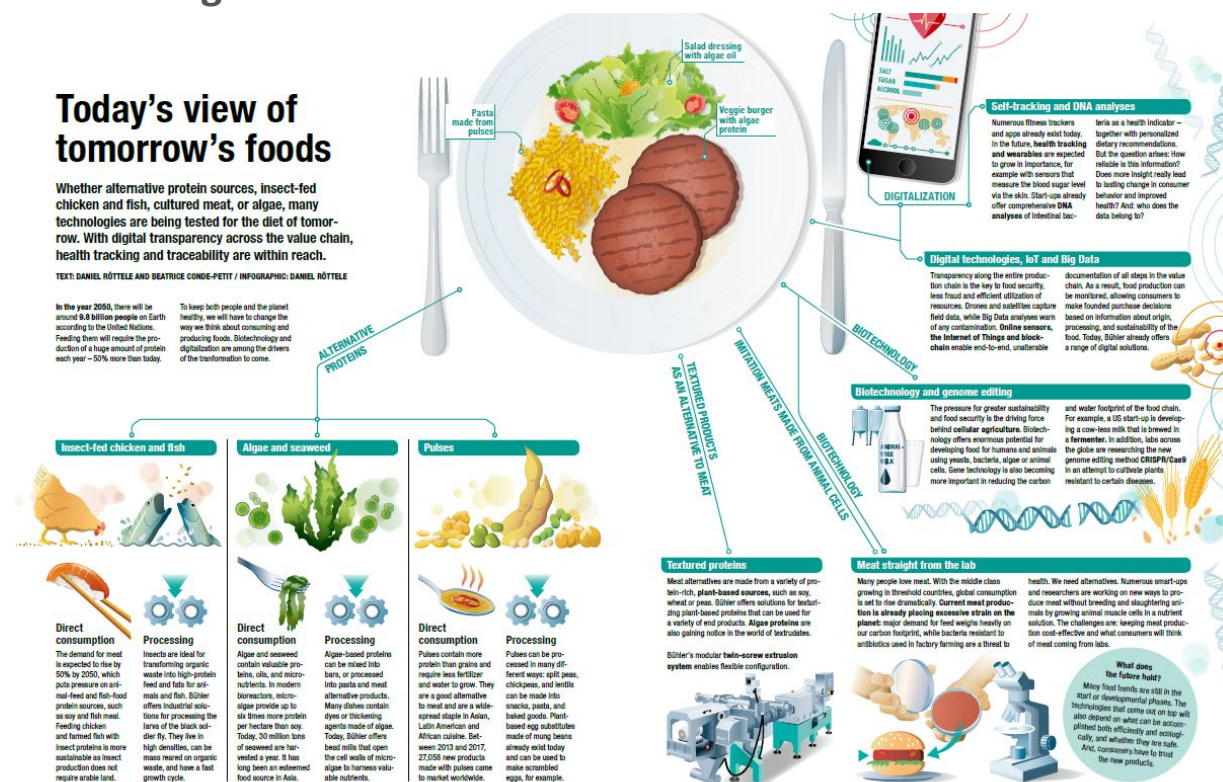 Today's view of
tomorrow's foods
Whether alternative protein sources, insect-fed
chicken and fish, cultured meat, or algae, many
technologies are being tested for the diet of tomor-
row. With digital transparency across the value chain,
health tracking and traceability are within reach.
TEXT: DANIEL RÖTTELE AND BEATRICE CONDE-PETIT / INFOGRAPHIC: DANIEL RÖTTELE
In the year 2050, there will be
around 9.8 billion people on Earth
according to the United Nations.
Feeding them will require the pro-
duction of a huge amount of protein
each year – 50% more than today.
To keep both people and the planet
healthy, we will have to change the
way we think about consuming and
producing foods. Biotechnology and
digitalization are among the drivers
of the tranformation to come.
Pasta
made from
pulses
Salad dressing
with algae oil
Veggie burger
with algae
protein
SALT
SUGAR
ALCOHOL
DIGITALIZATION
Self-tracking and DNA analyses
Numerous fitness trackers
and apps already exist today.
In the future, health tracking
and wearables are expected
to grow in importance, for
example with sensors that
measure the blood sugar level
via the skin. Start-ups already
offer comprehensive DNA
analyses of intestinal bac-
teria as a health indicator –
together with personalized
dietary recommendations.
But the question arises: How
reliable is this information?
Does more insight really lead
to lasting change in consumer
behavior and improved
health? And: who does the
data belong to?
Digital technologies, IoT and Big Data
Transparency along the entire produc-
tion chain is the key to food security,
less fraud and efficient utilization of
resources. Drones and satellites capture
field data, while Big Data analyses warn
of any contamination. Online sensors,
the Internet of Things and block-
chain enable end-to-end, unalterable
documentation of all steps in the value
chain. As a result, food production can
be monitored, allowing consumers to
make founded purchase decisions
based on information about origin,
processing, and sustainability of the
food. Today, Bühler already offers
a range of digital solutions.
BIOTECHNOLOGY
Biotechnology and genome editing
The pressure for greater sustainability
and food security is the driving force
behind cellular agriculture. Biotech-
nology offers enormous potential for
developing food for humans and animals
using yeasts, bacteria, algae or animal
cells. Gene technology is also becoming
more important in reducing the carbon
and water footprint of the food chain.
For example, a US start-up is develop-
ing a cow-less milk that is brewed in
a fermenter. In addition, labs across
the globe are researching the new
genome editing method CRISPR/Cas9
in an attempt to cultivate plants
resistant to certain diseases.
ANIMAL-
FREE
MILK
ALTERNATIVE
PROTEINS
TEXTURED PRODUCTS
AS AN ALTERNATIVE TO MEAT
BIOTECHNOLOGY
IMITATION MEATS MADE FROM ANIMAL CELLS
Insect-fed chicken and fish
Direct
consumption
The demand for meat
is expected to rise by
50% by 2050, which
puts pressure on ani-
mal-feed and fish-food
protein sources, such
as soy and fish meal.
Feeding chicken
and farmed fish with
insect proteins is more
sustainable as insect
production does not
require arable land.
Processing
Insects are ideal for
transforming organic
waste into high-protein
feed and fats for ani-
mals and fish. Bühler
offers industrial solu-
tions for processing the
larva of the black sol-
dier fly. They live in
high densities, can be
mass reared on organic
waste, and have a fast
growth cycle.
Algae and seaweed
Direct
consumption
Algae and seaweed
contain valuable pro-
teins, oils, and micro-
nutrients. In modern
bioreactors, micro-
algae provide up to
six times more protein
per hectare than soy.
Today, 30 million tons
of seaweed are har-
vested a year. It has
long been an esteemed
food source in Asia.
Processing
Algae-based proteins
can be mixed into
bars, or processed
into pasta and meat
alternative products.
Many dishes contain
dyes or thickening
agents made of algae.
Today, Bühler offers
bead mills that open
the cell walls of micro-
algae to harness valu-
able nutrients.
Pulses
Direct
consumption
Pulses contain more
protein than grains and
require less fertilizer
and water to grow. They
are a good alternative
to meat and are a wide-
spread staple in Asian,
Latin American and
African cuisine. Bet-
ween 2013 and 2017,
27,058 new products
made with pulses came
to market worldwide.
Processing
Pulses can be pro-
cessed in many dif-
ferent ways: split peas,
chickpeas, and lentils
can be made into
snacks, pasta, and
baked goods. Plant-
based egg substitutes
made of mung beans
already exist today
and can be used to
make scrambled
eggs, for example.
Textured proteins
Meat alternatives are made from a variety of pro-
tein-rich, plant-based sources, such as soy,
wheat or peas. Bühler offers solutions for texturi-
zing plant-based proteins that can be used for
a variety of end products. Algae proteins are
also gaining notice in the world of textrudates.
Bühler's modular twin-screw extrusion
system enables flexible configuration.
Meat straight from the lab
Many people love meat. With the middle class
growing in threshold countries, global consumption
is set to rise dramatically. Current meat produc-
tion is already placing excessive strain on the
planet: major demand for feed weighs heavily on
our carbon footprint, while bacteria resistant to
antibiotics used in factory farming are a threat to
health. We need alternatives. Numerous smart-ups
and researchers are working on new ways to pro-
duce meat without breeding and slaughtering ani-
mals by growing animal muscle cells in a nutrient
solution. The challenges are: keeping meat produc-
tion cost-effective and what consumers will think
of meat coming from labs.
What does
the future hold?
Many food trends are still in the
start or developmental phases. The
technologies that come out on top will
also depend on what can be accom-
plished both efficiently and ecologi-
cally, and whether they are safe.
And, consumers have to trust
the new products.